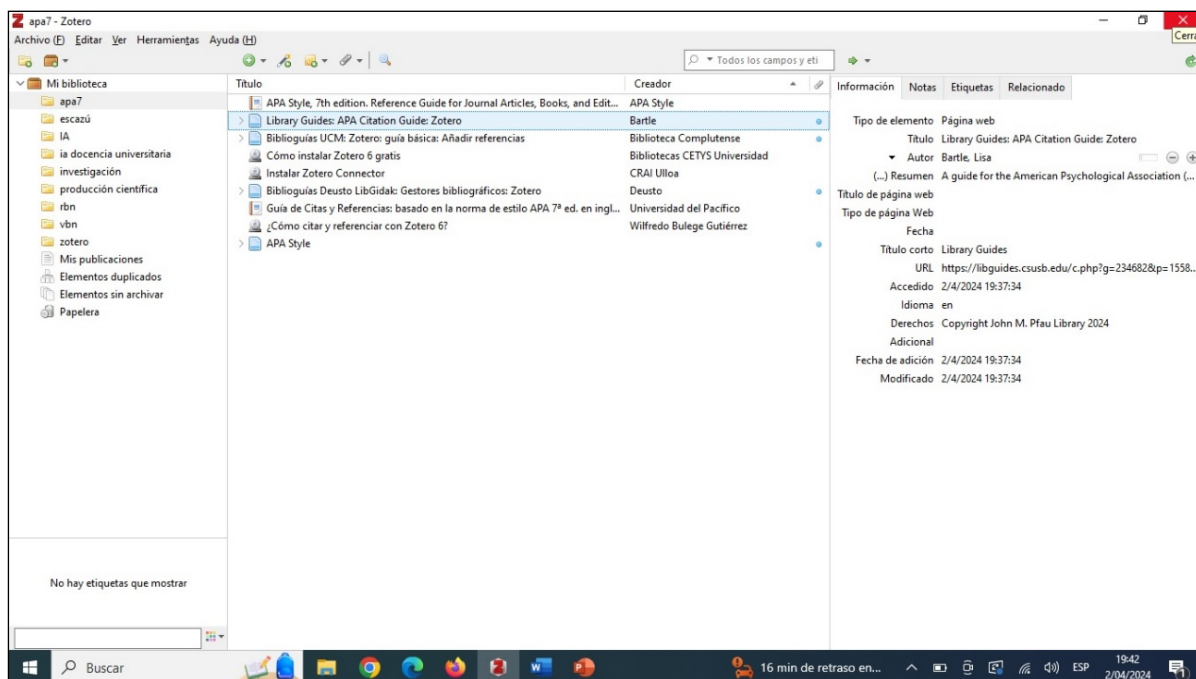 apa7 - Zotero
Cerra
Archivo (F) Editar Ver Herramientas Ayuda (H)
Todos los campos y eti
Mi biblioteca
apa7
escazú
IA
ia docencia universitaria
investigación
producción científica
rbn
vbn
zotero
Mis publicaciones
Elementos duplicados
Elementos sin archivar
Papelera
No hay etiquetas que mostrar
Título Creador
APA Style, 7th edition. Reference Guide for Journal Articles, Books, and Edit... APA Style
Library Guides: APA Citation Guide: Zotero Bartle
Biblioguías UCM: Zotero: guía básica: Añadir referencias Biblioteca Complutense
Cómo instalar Zotero 6 gratis Bibliotecas CETYS Universidad
Instalar Zotero Connector CRAI Ulloa
Biblioguías Deusto LibGidak: Gestores bibliográficos: Zotero Deusto
Guía de Citas y Referencias: basado en la norma de estilo APA 7ª ed. en ingl... Universidad del Pacífico
¿Cómo citar y referenciar con Zotero 6? Wilfredo Bulege Gutiérrez
APA Style
Información Notas Etiquetas Relacionado
Tipo de elemento Página web
Título Library Guides: APA Citation Guide: Zotero
Autor Bartle, Lisa
(...) Resumen A guide for the American Psychological Association (...
Título de página web
Tipo de página Web
Fecha
Título corto Library Guides
URL https://libguides.csusb.edu/c.php?g=234682&p=1558...
Accedido 2/4/2024 19:37:34
Idioma en
Derechos Copyright John M. Pfau Library 2024
Adicional
Fecha de adición 2/4/2024 19:37:34
Modificado 2/4/2024 19:37:34
Buscar
16 min de retraso en...
ESP
19:42
2/04/2024